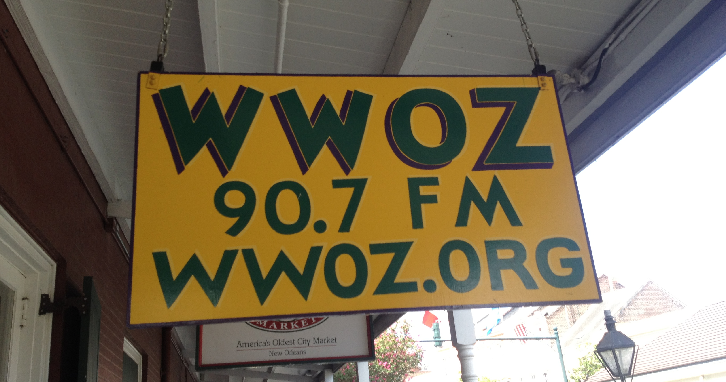 WWOZ
90.7 FM
WWOZ.ORG
MARKET
America's Oldest City Market
New Orleans